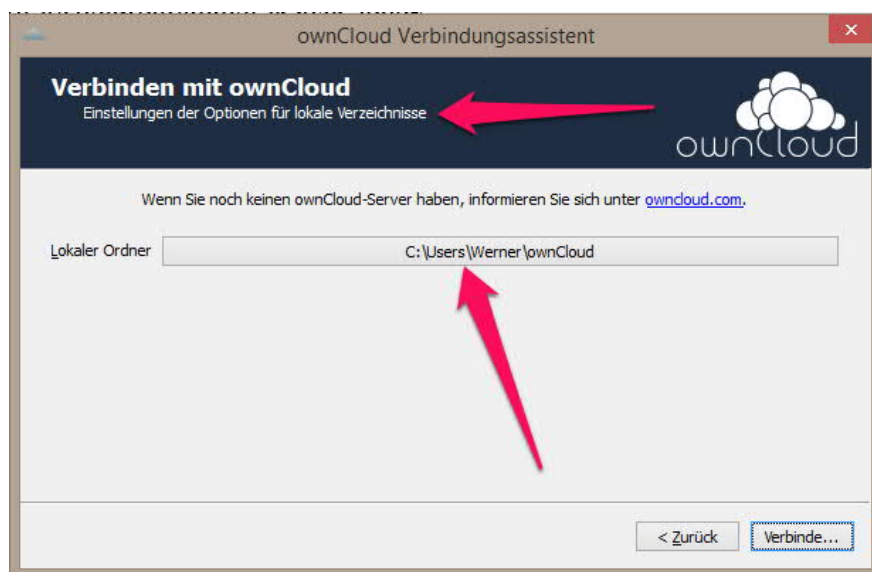 ownCloud Verbindungsassistent
Verbinden mit ownCloud
Einstellungen der Optionen für lokale Verzeichnisse
ownCloud
Wenn Sie noch keinen ownCloud-Server haben, informieren Sie sich unter owncloud.com.
Lokaler Ordner C:\Users\Werner\ownCloud
< Zurück Verbinde...